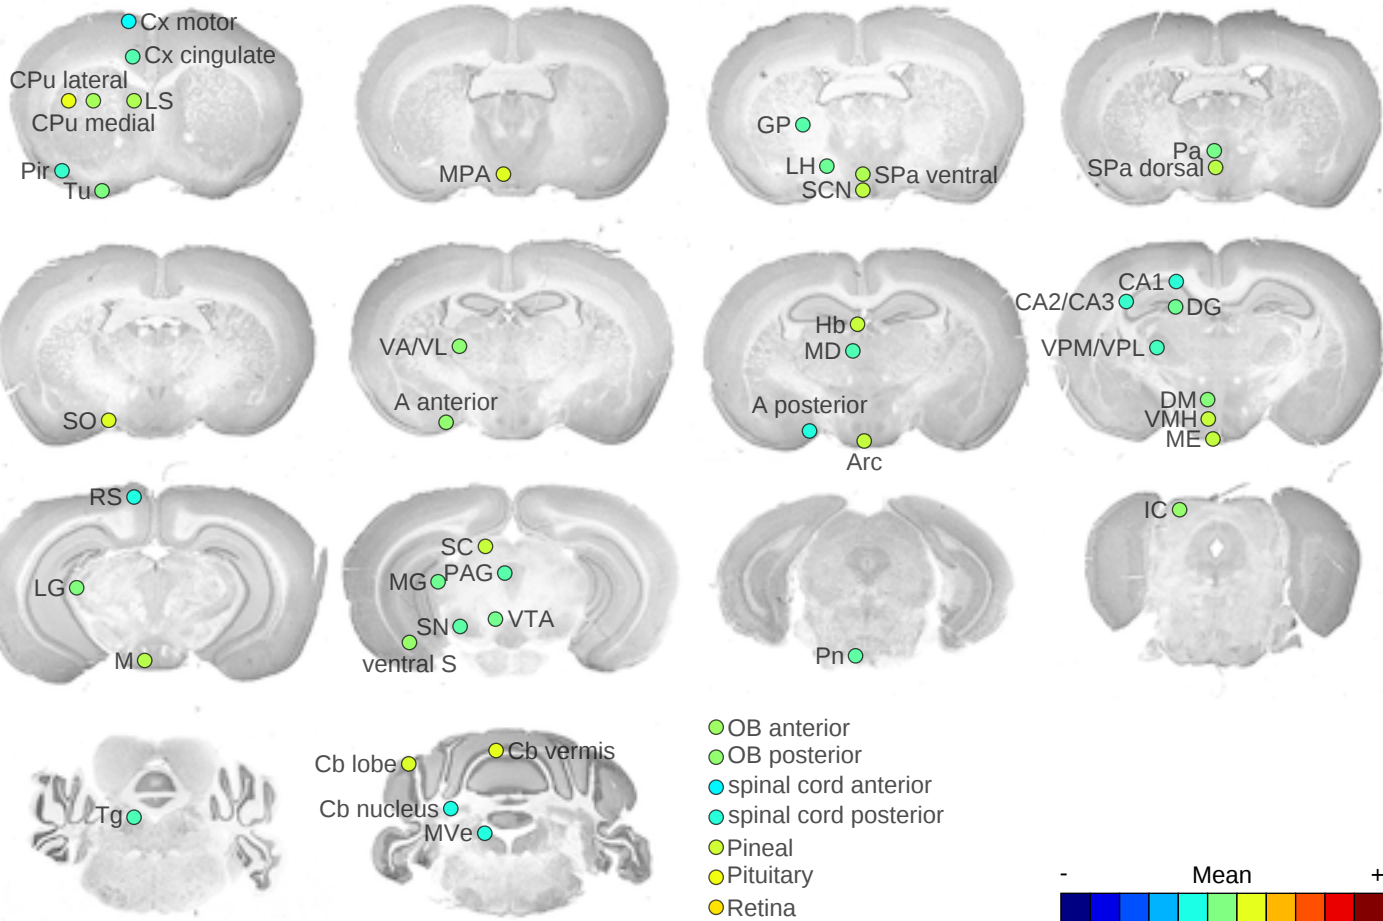 Cx motor
Cx cingulate
CPu lateral
LS
CPu medial
Pir
Tu
MPA
GP
LH
SPa ventral
SCN
Pa
SPa dorsal
SO
VA/VL
A anterior
Hb
MD
A posterior
Arc
CA1
CA2/CA3
DG
VPM/VPL
DM
VMH
ME
RS
LG
M
SC
MG
PAG
SN
VTA
ventral S
Pn
IC
Tg
Cb lobe
Cb vermis
Cb nucleus
MVe
OB anterior
OB posterior
spinal cord anterior
spinal cord posterior
Pineal
Pituitary
Retina
- Mean +